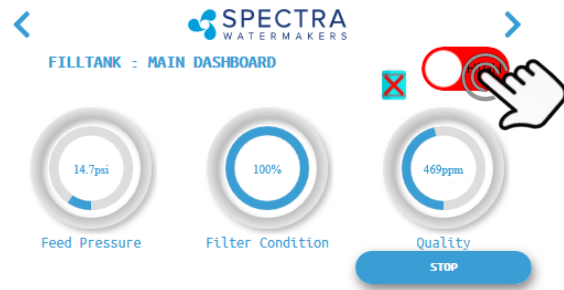 SPECTRA
WATERMAKERS
FILLTANK : MAIN DASHBOARD
14.7psi
100%
469ppm
Feed Pressure
Filter Condition
Quality
STOP